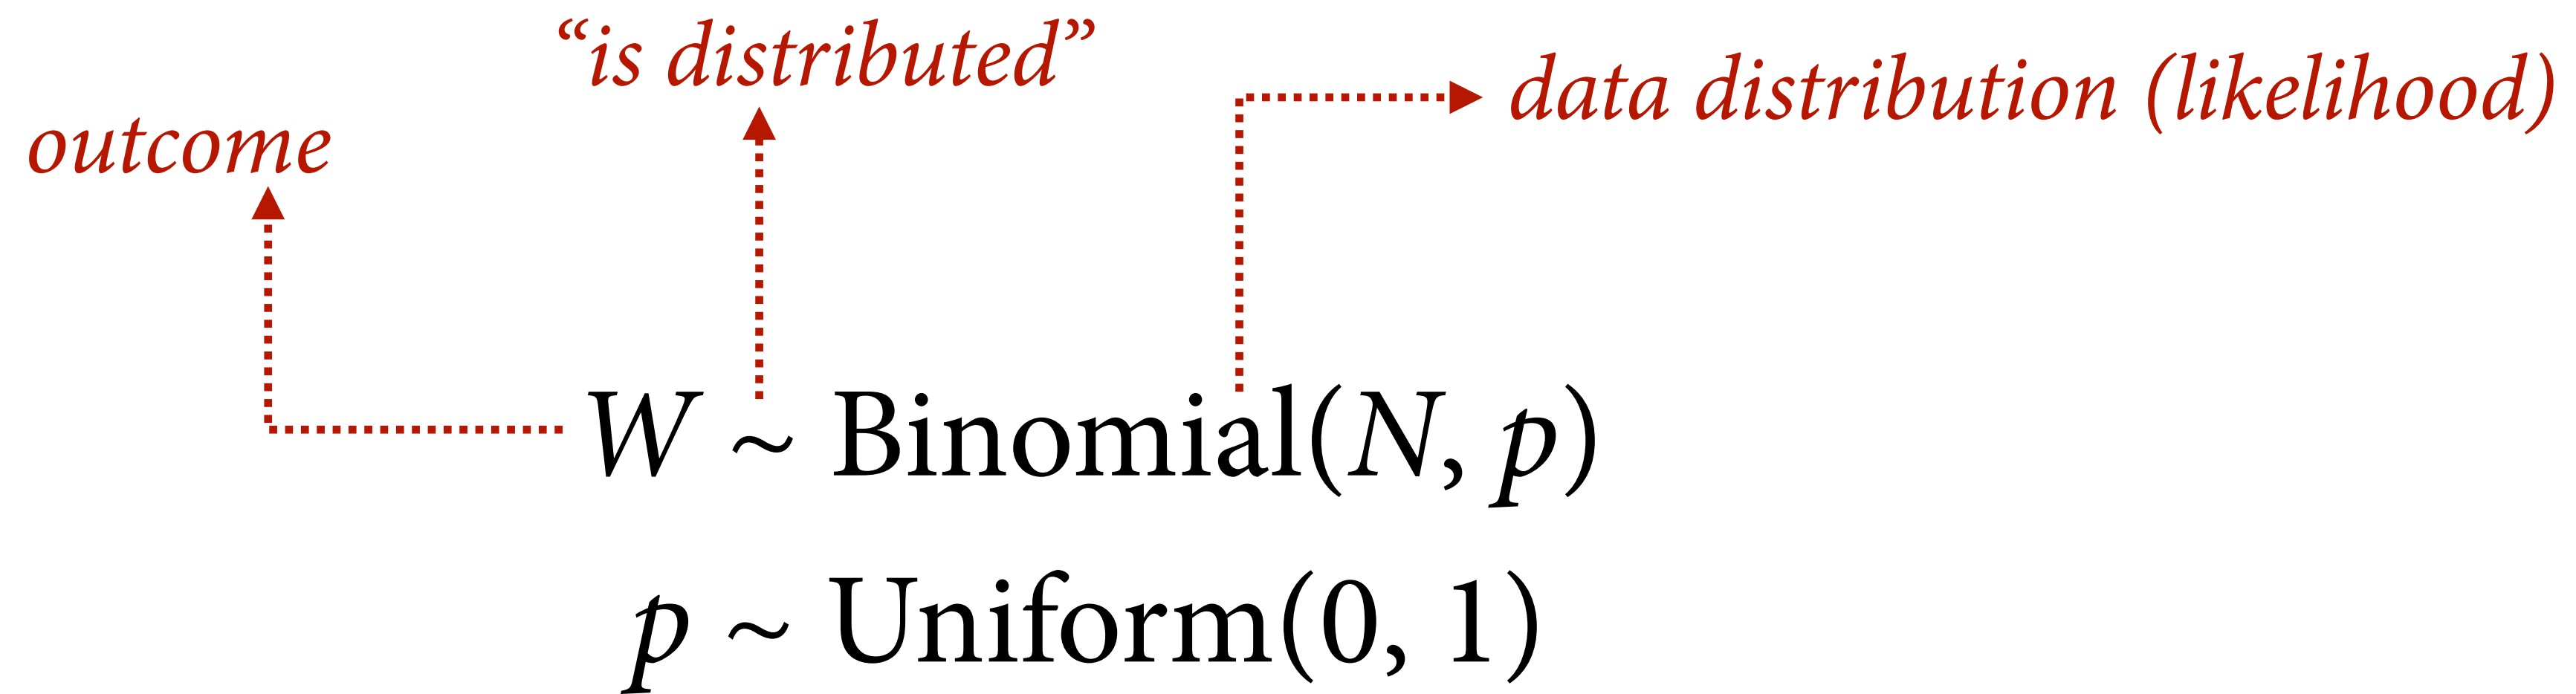 “is distributed”
data distribution (likelihood)
outcome
W ~ Binomial(N, p)
p ~ Uniform(0, 1)